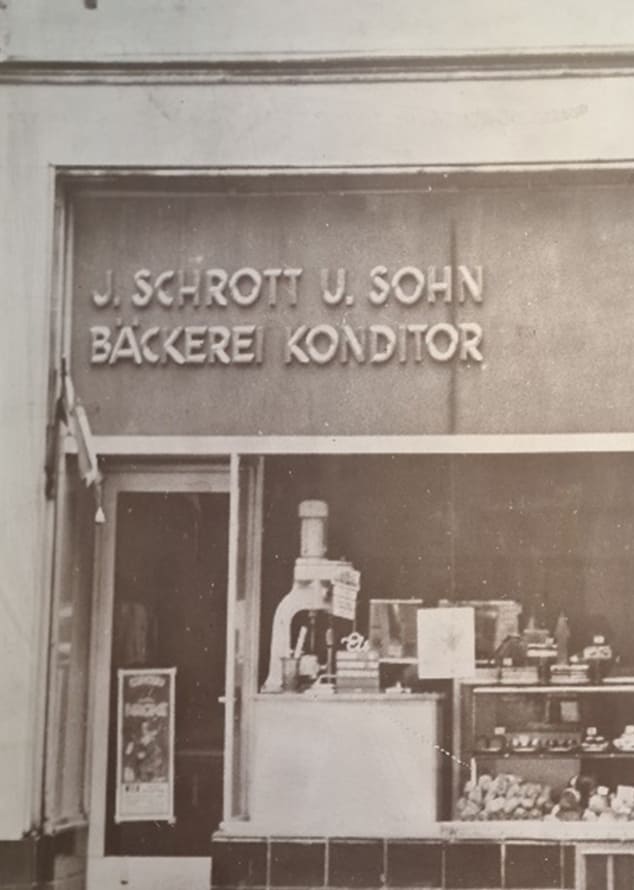 J. SCHROTT U. SOHN
BÄCKEREI KONDITOR